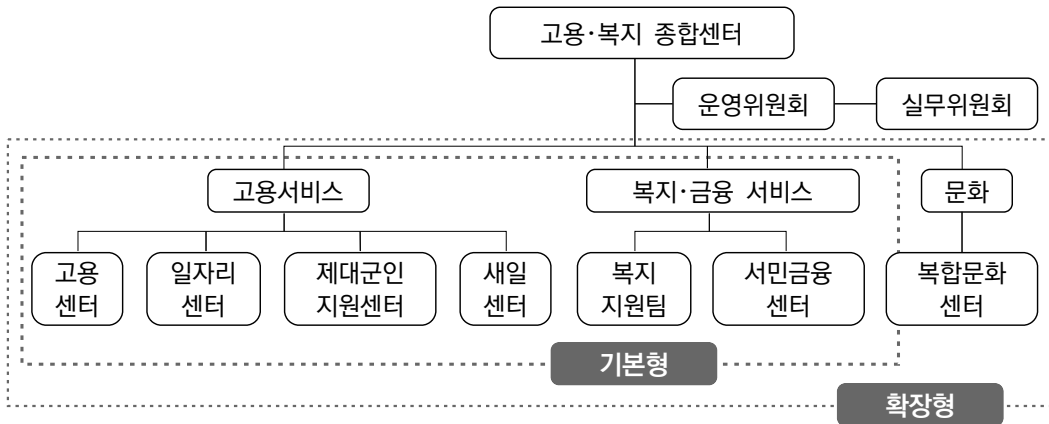 고용·복지 종합센터
운영위원회
실무위원회
고용서비스
복지·금융 서비스
문화
고용
센터
일자리
센터
제대군인
지원센터
새일
센터
복지
지원팀
서민금융
센터
복합문화
센터
기본형
확장형